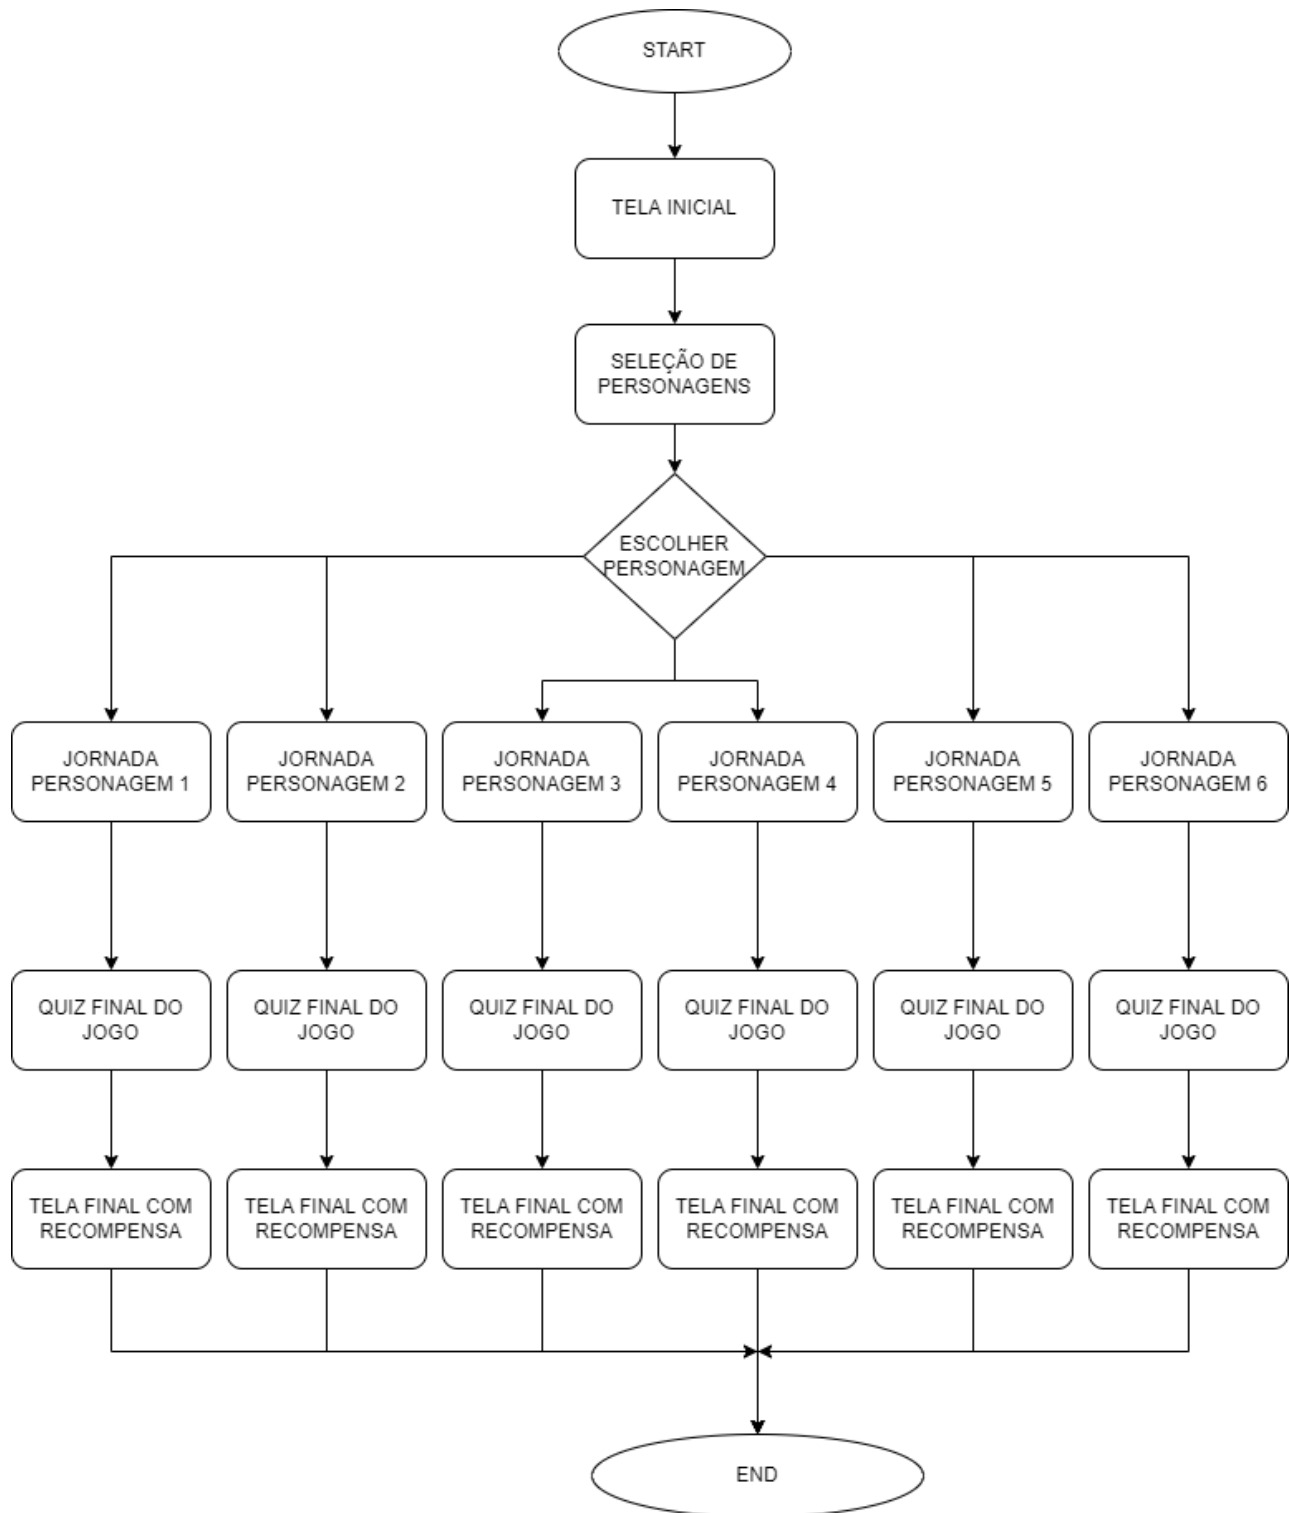 START
TELA INICIAL
SELEÇÃO DE
PERSONAGENS
ESCOLHER
PERSONAGEM
JORNADA
PERSONAGEM 1
JORNADA
PERSONAGEM 2
JORNADA
PERSONAGEM 3
JORNADA
PERSONAGEM 4
JORNADA
PERSONAGEM 5
JORNADA
PERSONAGEM 6
QUIZ FINAL DO
JOGO
QUIZ FINAL DO
JOGO
QUIZ FINAL DO
JOGO
QUIZ FINAL DO
JOGO
QUIZ FINAL DO
JOGO
QUIZ FINAL DO
JOGO
TELA FINAL COM
RECOMPENSA
TELA FINAL COM
RECOMPENSA
TELA FINAL COM
RECOMPENSA
TELA FINAL COM
RECOMPENSA
TELA FINAL COM
RECOMPENSA
TELA FINAL COM
RECOMPENSA
END